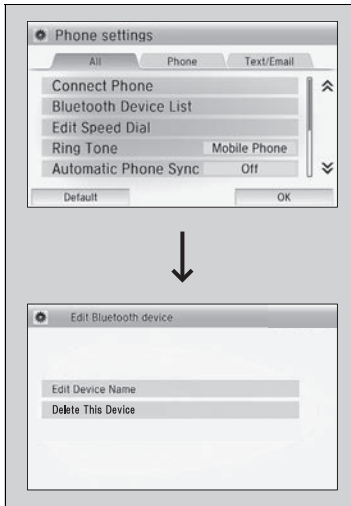 Phone settings
All Phone Text/Email
Connect Phone
Bluetooth Device List
Edit Speed Dial
Ring Tone Mobile Phone
Automatic Phone Sync Off
Default OK
Edit Bluetooth device
Edit Device Name
Delete This Device